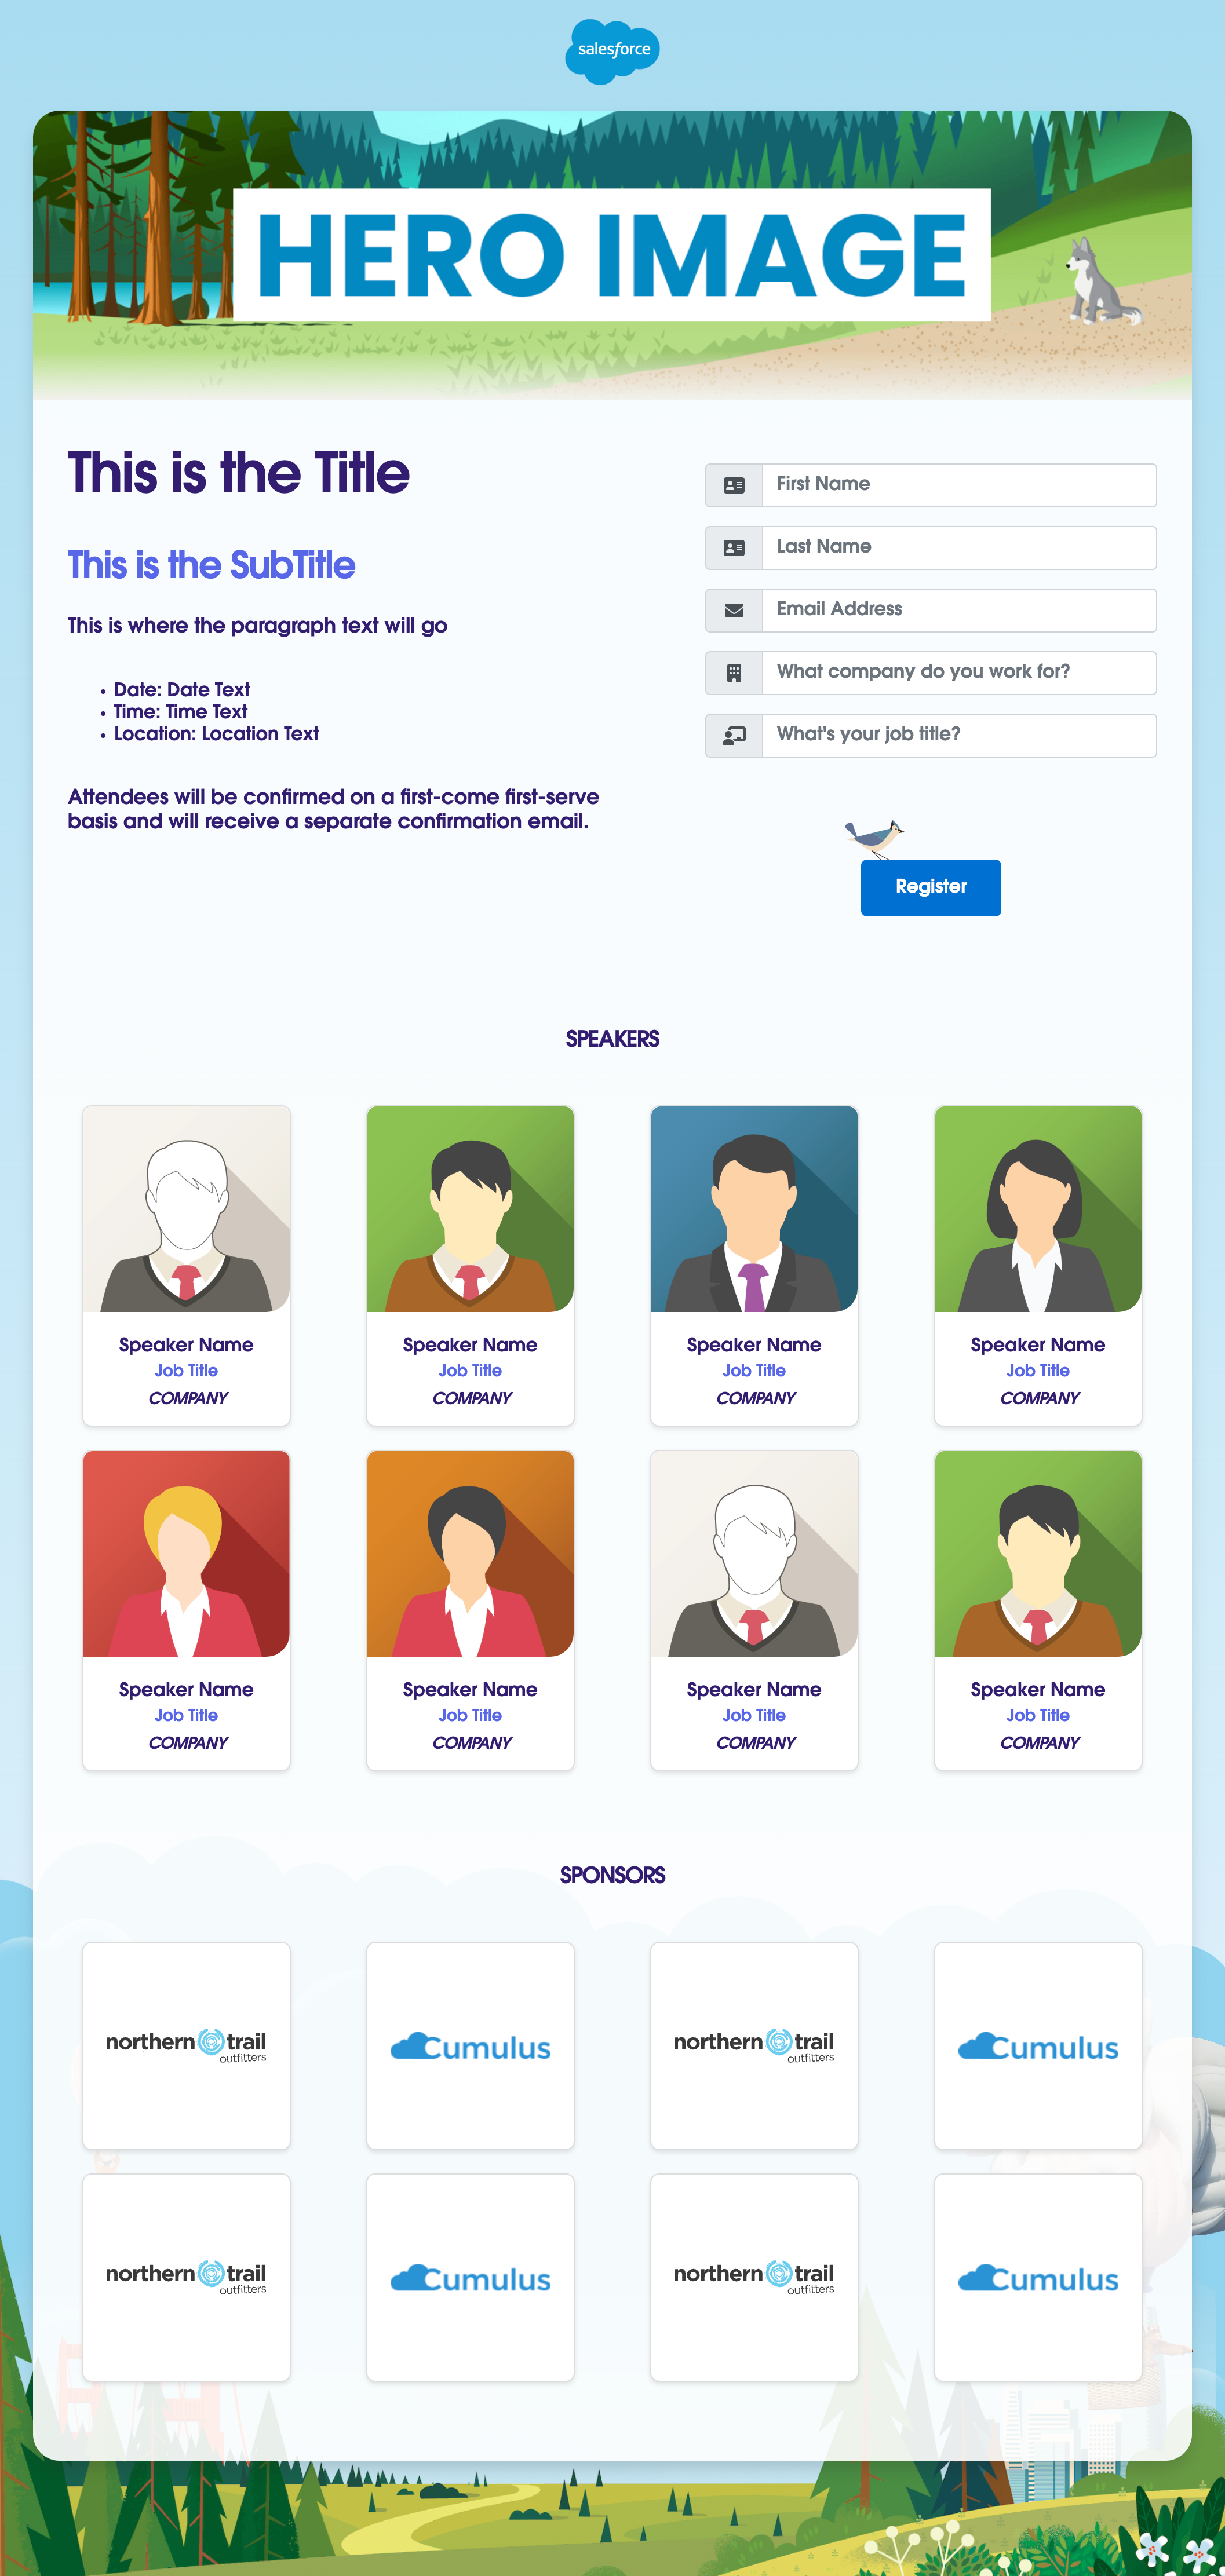 salesforce
HERO IMAGE
This is the Title
This is the SubTitle
This is where the paragraph text will go
• Date: Date Text
• Time: Time Text
• Location: Location Text
Attendees will be confirmed on a first-come first-serve
basis and will receive a separate confirmation email.
First Name
Last Name
Email Address
What company do you work for?
What's your job title?
Register
SPEAKERS
Speaker Name
Job Title
COMPANY
Speaker Name
Job Title
COMPANY
Speaker Name
Job Title
COMPANY
Speaker Name
Job Title
COMPANY
Speaker Name
Job Title
COMPANY
Speaker Name
Job Title
COMPANY
Speaker Name
Job Title
COMPANY
Speaker Name
Job Title
COMPANY
SPONSORS
northern trail
outfitters
Cumulus
northern trail
outfitters
Cumulus
northern trail
outfitters
Cumulus
northern trail
outfitters
Cumulus